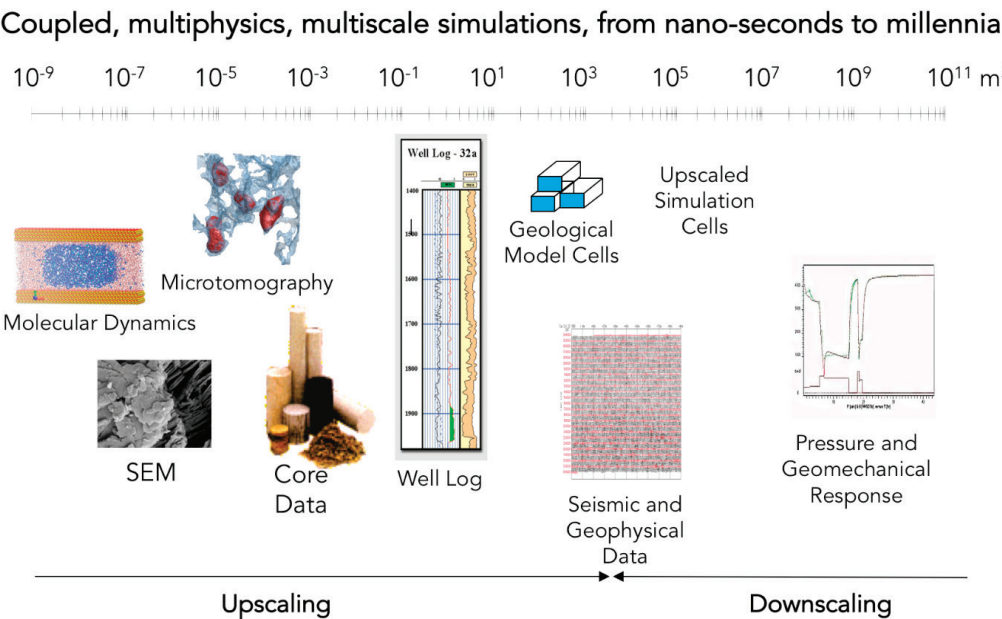 Coupled, multiphysics, multiscale simulations, from nano-seconds to millennia
10⁻⁹ 10⁻⁷ 10⁻⁵ 10⁻³ 10⁻¹ 10¹ 10³ 10⁵ 10⁷ 10⁹ 10¹¹ m
Well Log - 32a
1400
1500
1600
1700
1800
1900
Molecular Dynamics
Microtomography
SEM
Core
Data
Well Log
Geological
Model Cells
Upscaled
Simulation
Cells
Seismic and
Geophysical
Data
Pressure and
Geomechanical
Response
Upscaling
Downscaling